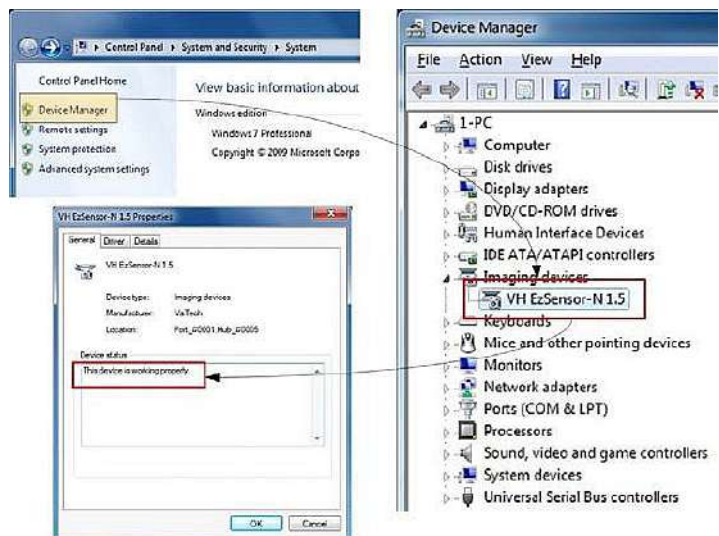 Control Panel ▸ System and Security ▸ System
Control Panel Home
Device Manager
Remote settings
System protection
Advanced system settings
View basic information about
Windows edition
Windows 7 Professional
Copyright © 2009 Microsoft Corpo
VH EzSensor-N 1.5 Properties
General Driver Details
VH EzSensor-N 1.5
Device type: Imaging devices
Manufacturer: VaTech
Location: Port_#0001.Hub_#0005
Device status
This device is working properly.
OK Cancel
Device Manager
File Action View Help
1-PC
Computer
Disk drives
Display adapters
DVD/CD-ROM drives
Human Interface Devices
IDE ATA/ATAPI controllers
Imaging devices
VH EzSensor-N 1.5
Keyboards
Mice and other pointing devices
Monitors
Network adapters
Ports (COM & LPT)
Processors
Sound, video and game controllers
System devices
Universal Serial Bus controllers